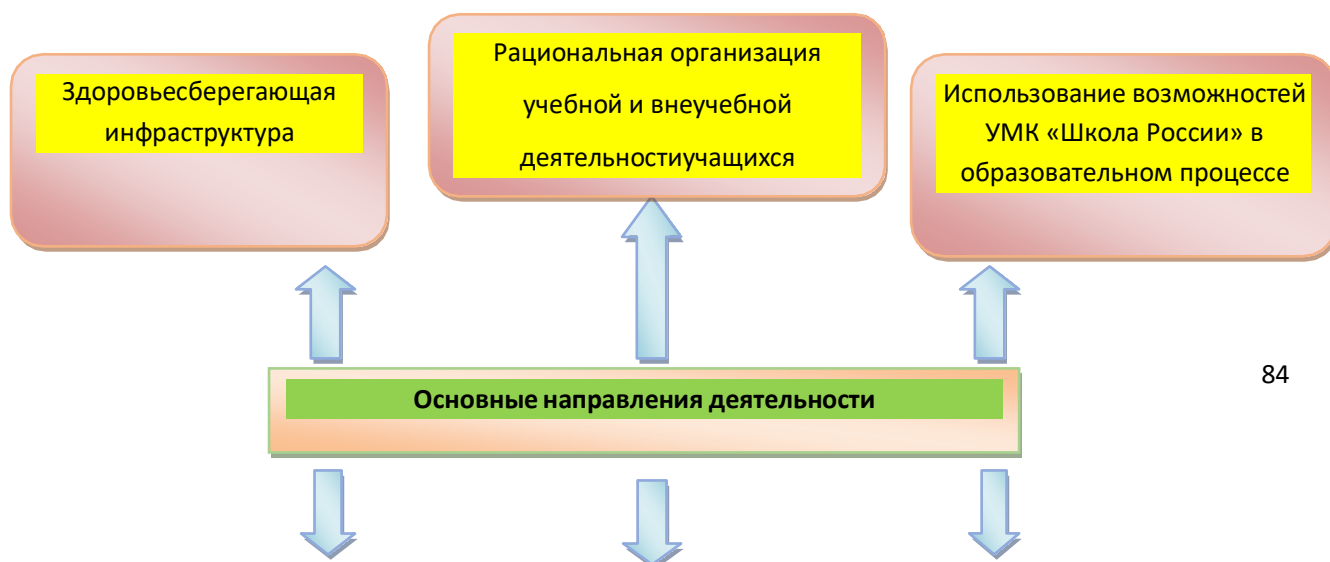 Здоровьесберегающая
инфраструктура
Рациональная организация
учебной и внеучебной
деятельностиучащихся
Использование возможностей
УМК «Школа России» в
образовательном процессе
84
Основные направления деятельности